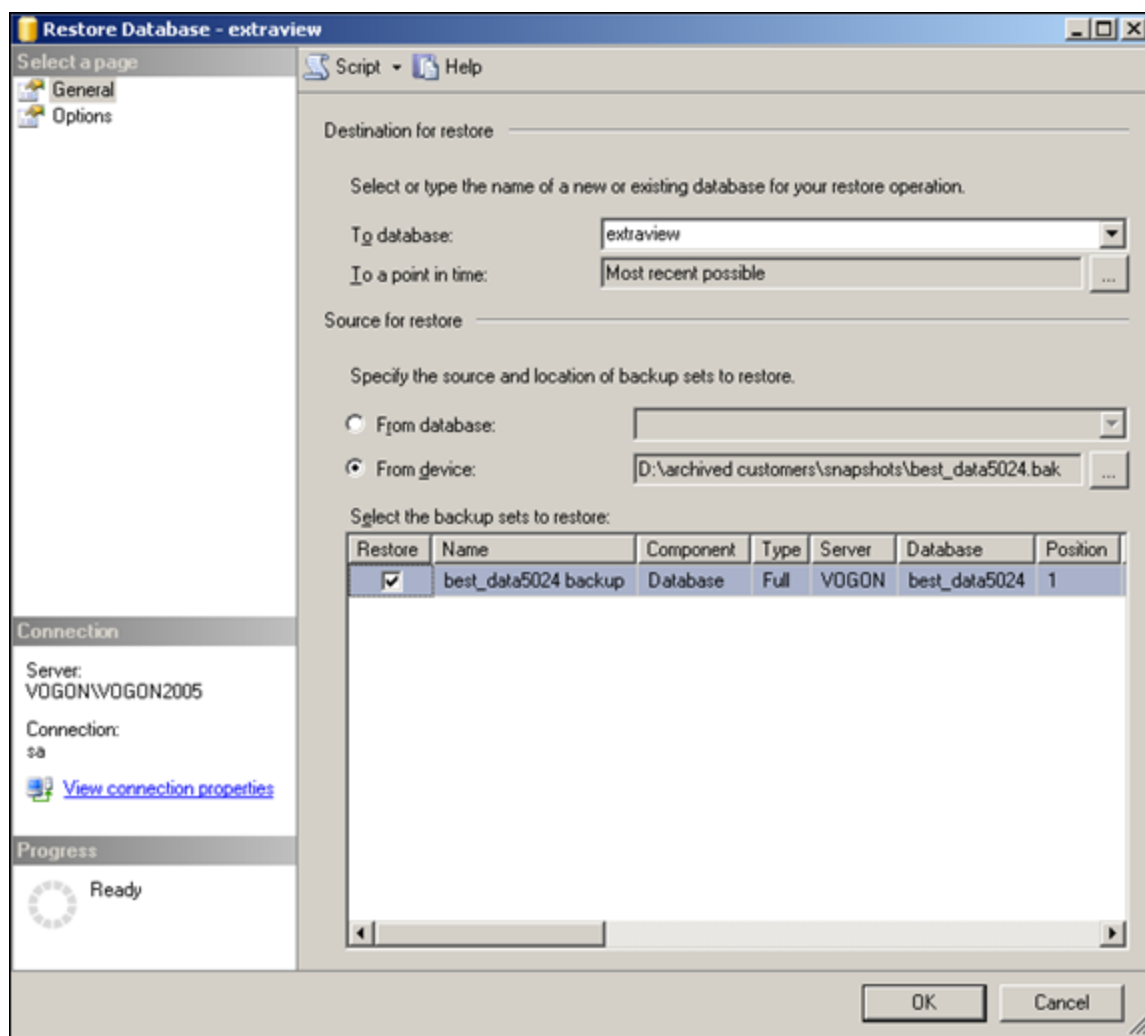 Restore Database - extraview
Select a page
General
Options
Script Help
Destination for restore
Select or type the name of a new or existing database for your restore operation.
To database: extraview
To a point in time: Most recent possible ...
Source for restore
Specify the source and location of backup sets to restore.
From database:
From device: D:\archived customers\snapshots\best_data5024.bak ...
Select the backup sets to restore:
Restore Name Component Type Server Database Position
best_data5024 backup Database Full VOGON best_data5024 1
Connection
Server:
VOGON\VOGON2005
Connection:
sa
View connection properties
Progress
Ready
OK Cancel